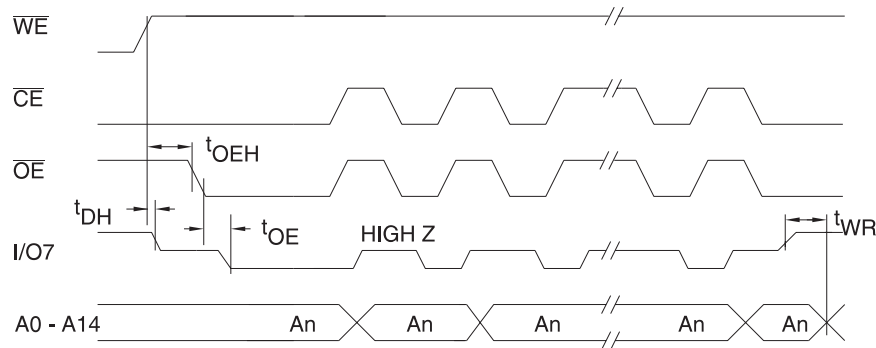 WE
CE
tOEH
OE
tDH
tOE
HIGH Z
tWR
I/O7
A0 - A14 An An An An An